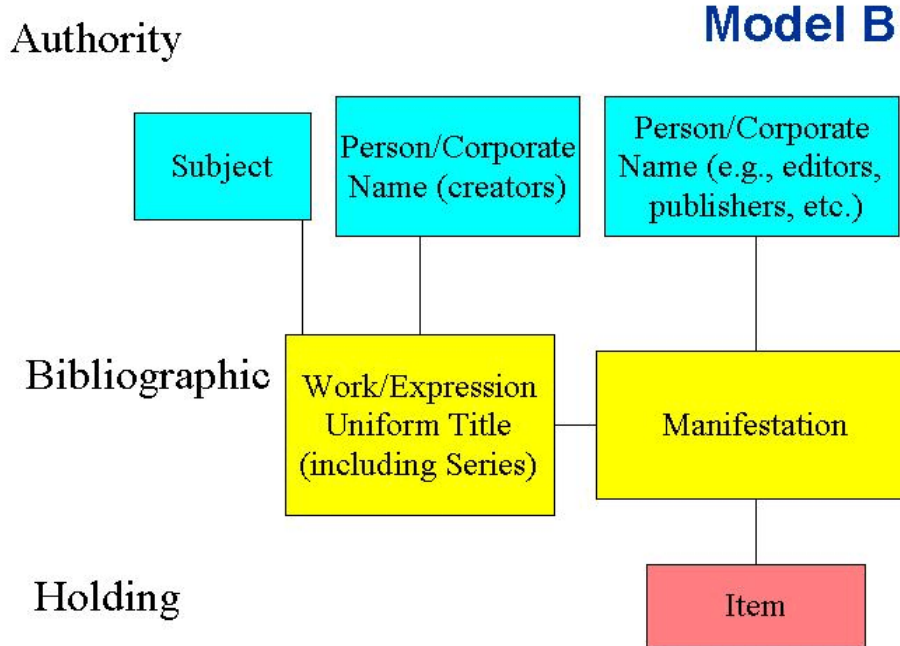 Model B
Authority
Subject
Person/Corporate
Name (creators)
Person/Corporate
Name (e.g., editors,
publishers, etc.)
Bibliographic
Work/Expression
Uniform Title
(including Series)
Manifestation
Holding
Item